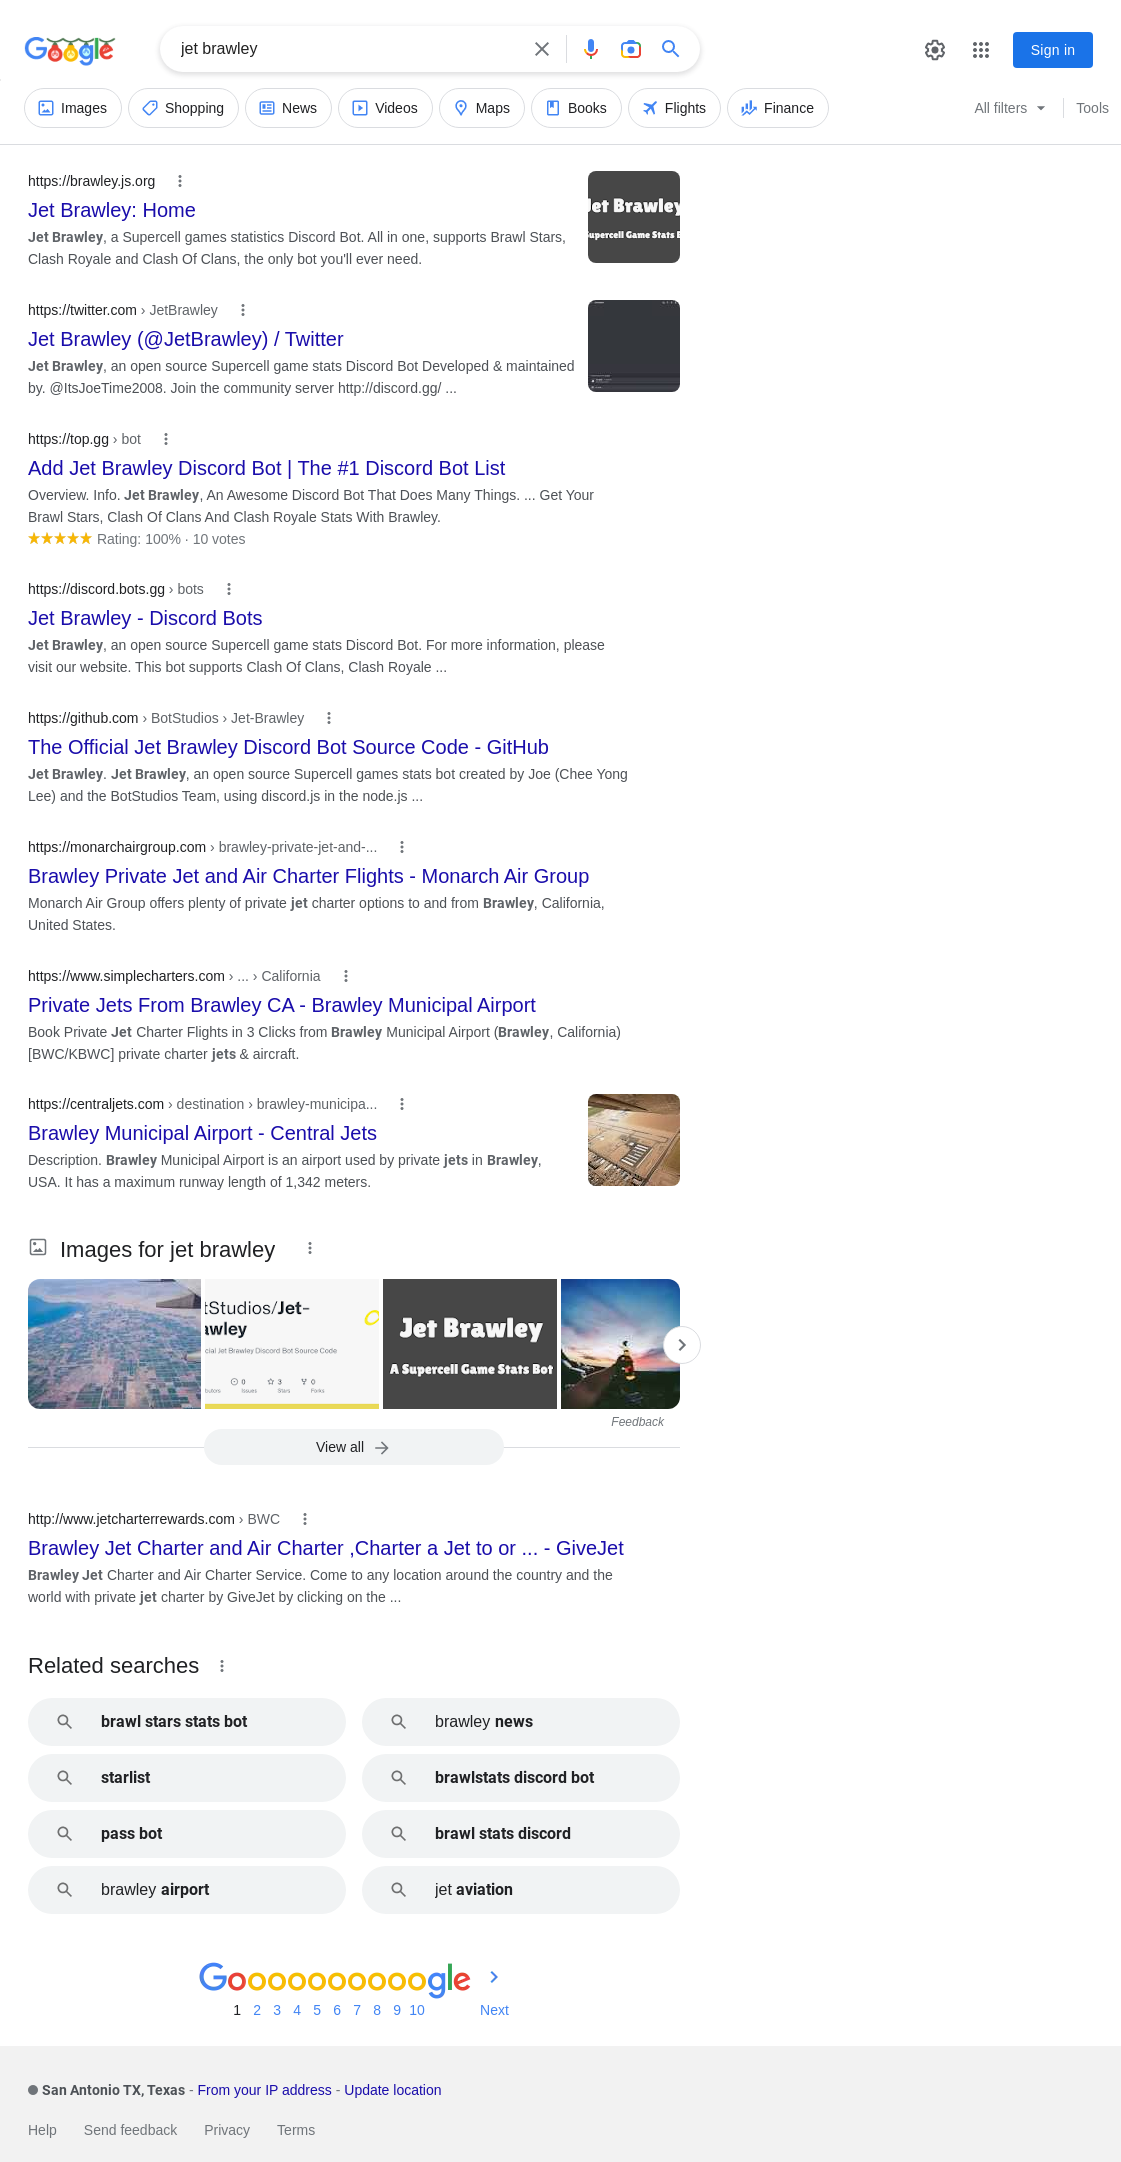 Google
jet brawley
Sign in
Images
Shopping
News
Videos
Maps
Books
Flights
Finance
All filters
Tools
https://brawley.js.org
Jet Brawley: Home
Jet Brawley, a Supercell games statistics Discord Bot. All in one, supports Brawl Stars,
Clash Royale and Clash Of Clans, the only bot you'll ever need.
Jet Brawley
Supercell Game Stats B
https://twitter.com › JetBrawley
Jet Brawley (@JetBrawley) / Twitter
Jet Brawley, an open source Supercell game stats Discord Bot Developed & maintained
by. @ItsJoeTime2008. Join the community server http://discord.gg/ ...
https://top.gg › bot
Add Jet Brawley Discord Bot | The #1 Discord Bot List
Overview. Info. Jet Brawley, An Awesome Discord Bot That Does Many Things. ... Get Your
Brawl Stars, Clash Of Clans And Clash Royale Stats With Brawley.
Rating: 100% · 10 votes
https://discord.bots.gg › bots
Jet Brawley - Discord Bots
Jet Brawley, an open source Supercell game stats Discord Bot. For more information, please
visit our website. This bot supports Clash Of Clans, Clash Royale ...
https://github.com › BotStudios › Jet-Brawley
The Official Jet Brawley Discord Bot Source Code - GitHub
Jet Brawley. Jet Brawley, an open source Supercell games stats bot created by Joe (Chee Yong
Lee) and the BotStudios Team, using discord.js in the node.js ...
https://monarchairgroup.com › brawley-private-jet-and-...
Brawley Private Jet and Air Charter Flights - Monarch Air Group
Monarch Air Group offers plenty of private jet charter options to and from Brawley, California,
United States.
https://www.simplecharters.com › ... › California
Private Jets From Brawley CA - Brawley Municipal Airport
Book Private Jet Charter Flights in 3 Clicks from Brawley Municipal Airport (Brawley, California)
[BWC/KBWC] private charter jets & aircraft.
https://centraljets.com › destination › brawley-municipa...
Brawley Municipal Airport - Central Jets
Description. Brawley Municipal Airport is an airport used by private jets in Brawley,
USA. It has a maximum runway length of 1,342 meters.
Images for jet brawley
tStudios/Jet-
awley
cial Jet Brawley Discord Bot Source Code
0 3 0
Issues Stars Forks
Jet Brawley
A Supercell Game Stats Bot
Feedback
View all
http://www.jetcharterrewards.com › BWC
Brawley Jet Charter and Air Charter ,Charter a Jet to or ... - GiveJet
Brawley Jet Charter and Air Charter Service. Come to any location around the country and the
world with private jet charter by GiveJet by clicking on the ...
Related searches
brawl stars stats bot
brawley news
starlist
brawlstats discord bot
pass bot
brawl stats discord
brawley airport
jet aviation
Goooooooooogle
1 2 3 4 5 6 7 8 9 10 Next
San Antonio TX, Texas - From your IP address - Update location
Help Send feedback Privacy Terms